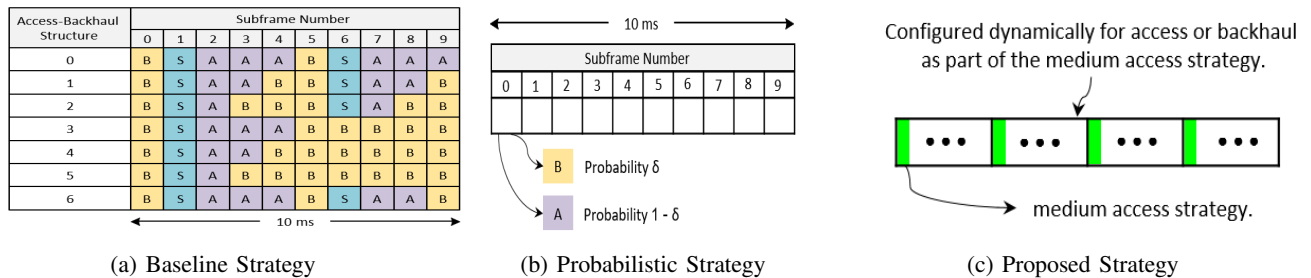 Access-Backhaul Structure Subframe Number
0 1 2 3 4 5 6 7 8 9
0 B S A A A B S A A A
1 B S A A B B S A A B
2 B S A B B B S A B B
3 B S A A A B B B B B
4 B S A A B B B B B B
5 B S A B B B B B B B
6 B S A A A B S A A B
10 ms
(a) Baseline Strategy
10 ms
Subframe Number
0 1 2 3 4 5 6 7 8 9
B Probability δ
A Probability 1 - δ
(b) Probabilistic Strategy
Configured dynamically for access or backhaul
as part of the medium access strategy.
medium access strategy.
(c) Proposed Strategy